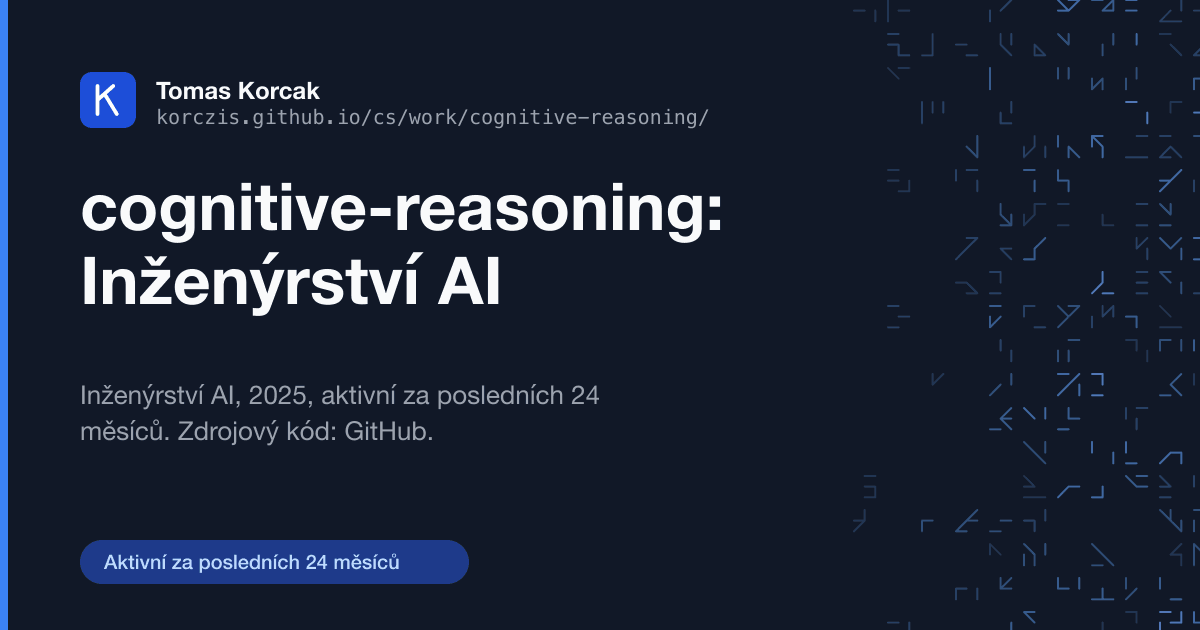 K
Tomas Korcak
korczis.github.io/cs/work/cognitive-reasoning/
cognitive-reasoning:
Inženýrství AI
Inženýrství AI, 2025, aktivní za posledních 24
měsíců. Zdrojový kód: GitHub.
Aktivní za posledních 24 měsíců